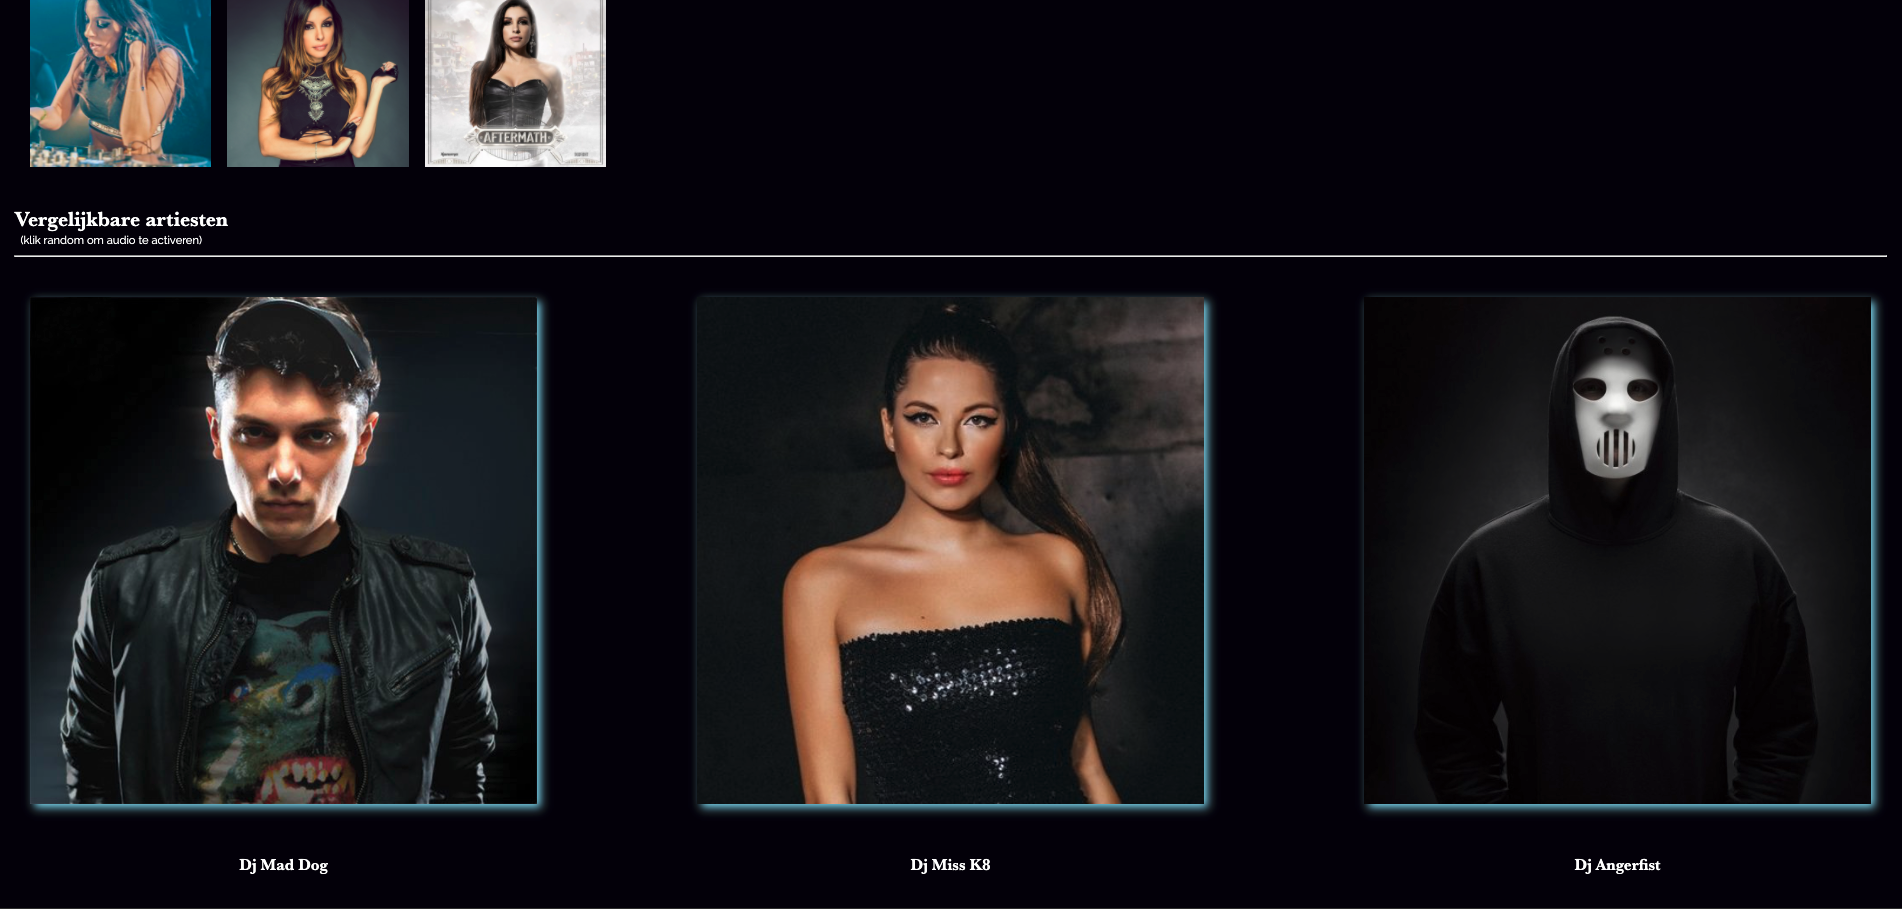 AFTERMATH
Vergelijkbare artiesten
(klik random om audio te activeren)
Dj Mad Dog
Dj Miss K8
Dj Angerfist